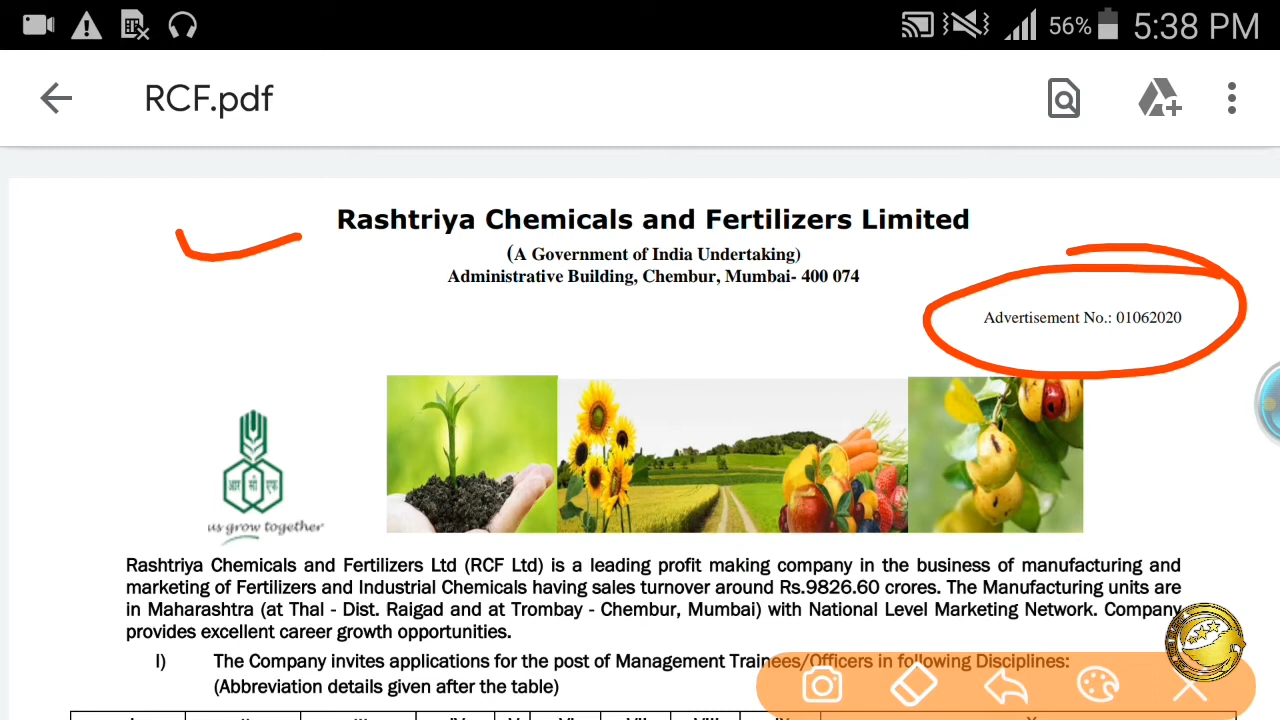 56% 5:38 PM
RCF.pdf
Rashtriya Chemicals and Fertilizers Limited
(A Government of India Undertaking)
Administrative Building, Chembur, Mumbai- 400 074
Advertisement No.: 01062020
आर सी एफ
us grow together
Rashtriya Chemicals and Fertilizers Ltd (RCF Ltd) is a leading profit making company in the business of manufacturing and
marketing of Fertilizers and Industrial Chemicals having sales turnover around Rs.9826.60 crores. The Manufacturing units are
in Maharashtra (at Thal - Dist. Raigad and at Trombay - Chembur, Mumbai) with National Level Marketing Network. Company
provides excellent career growth opportunities.
I) The Company invites applications for the post of Management Trainees/Officers in following Disciplines:
(Abbreviation details given after the table)